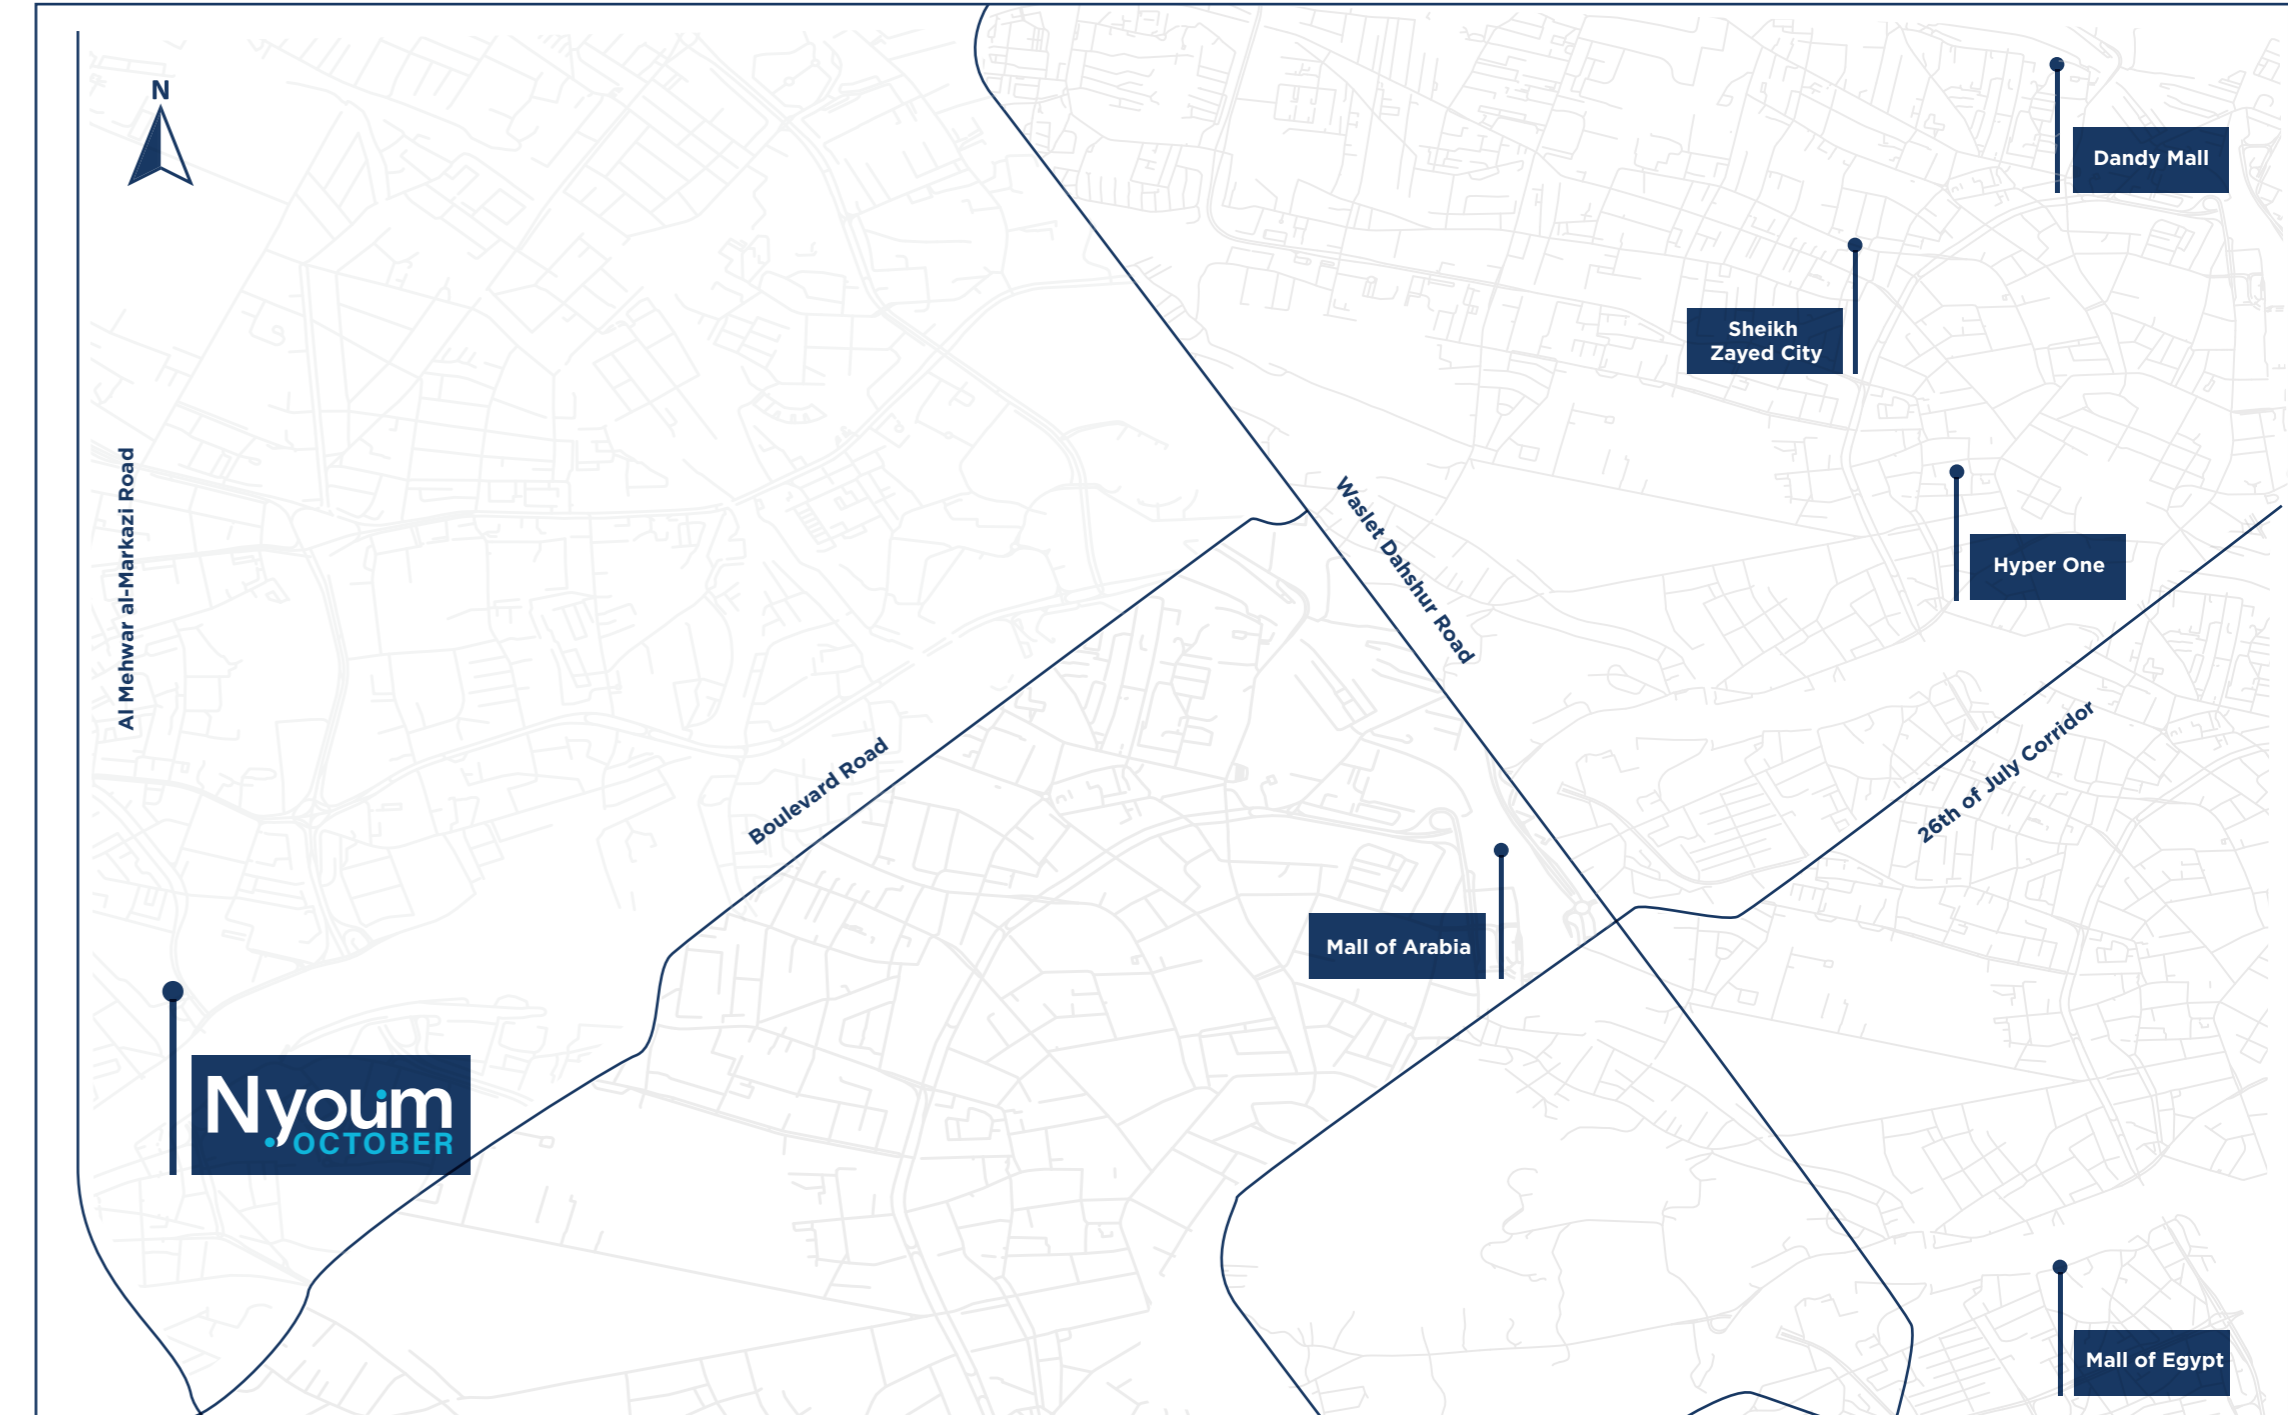 N
Dandy Mall
Sheikh
Zayed City
Al Mehwar al-Markazi Road
Waslet Dahshur Road
Hyper One
26th of July Corridor
Boulevard Road
Mall of Arabia
Nyoum
OCTOBER
Mall of Egypt